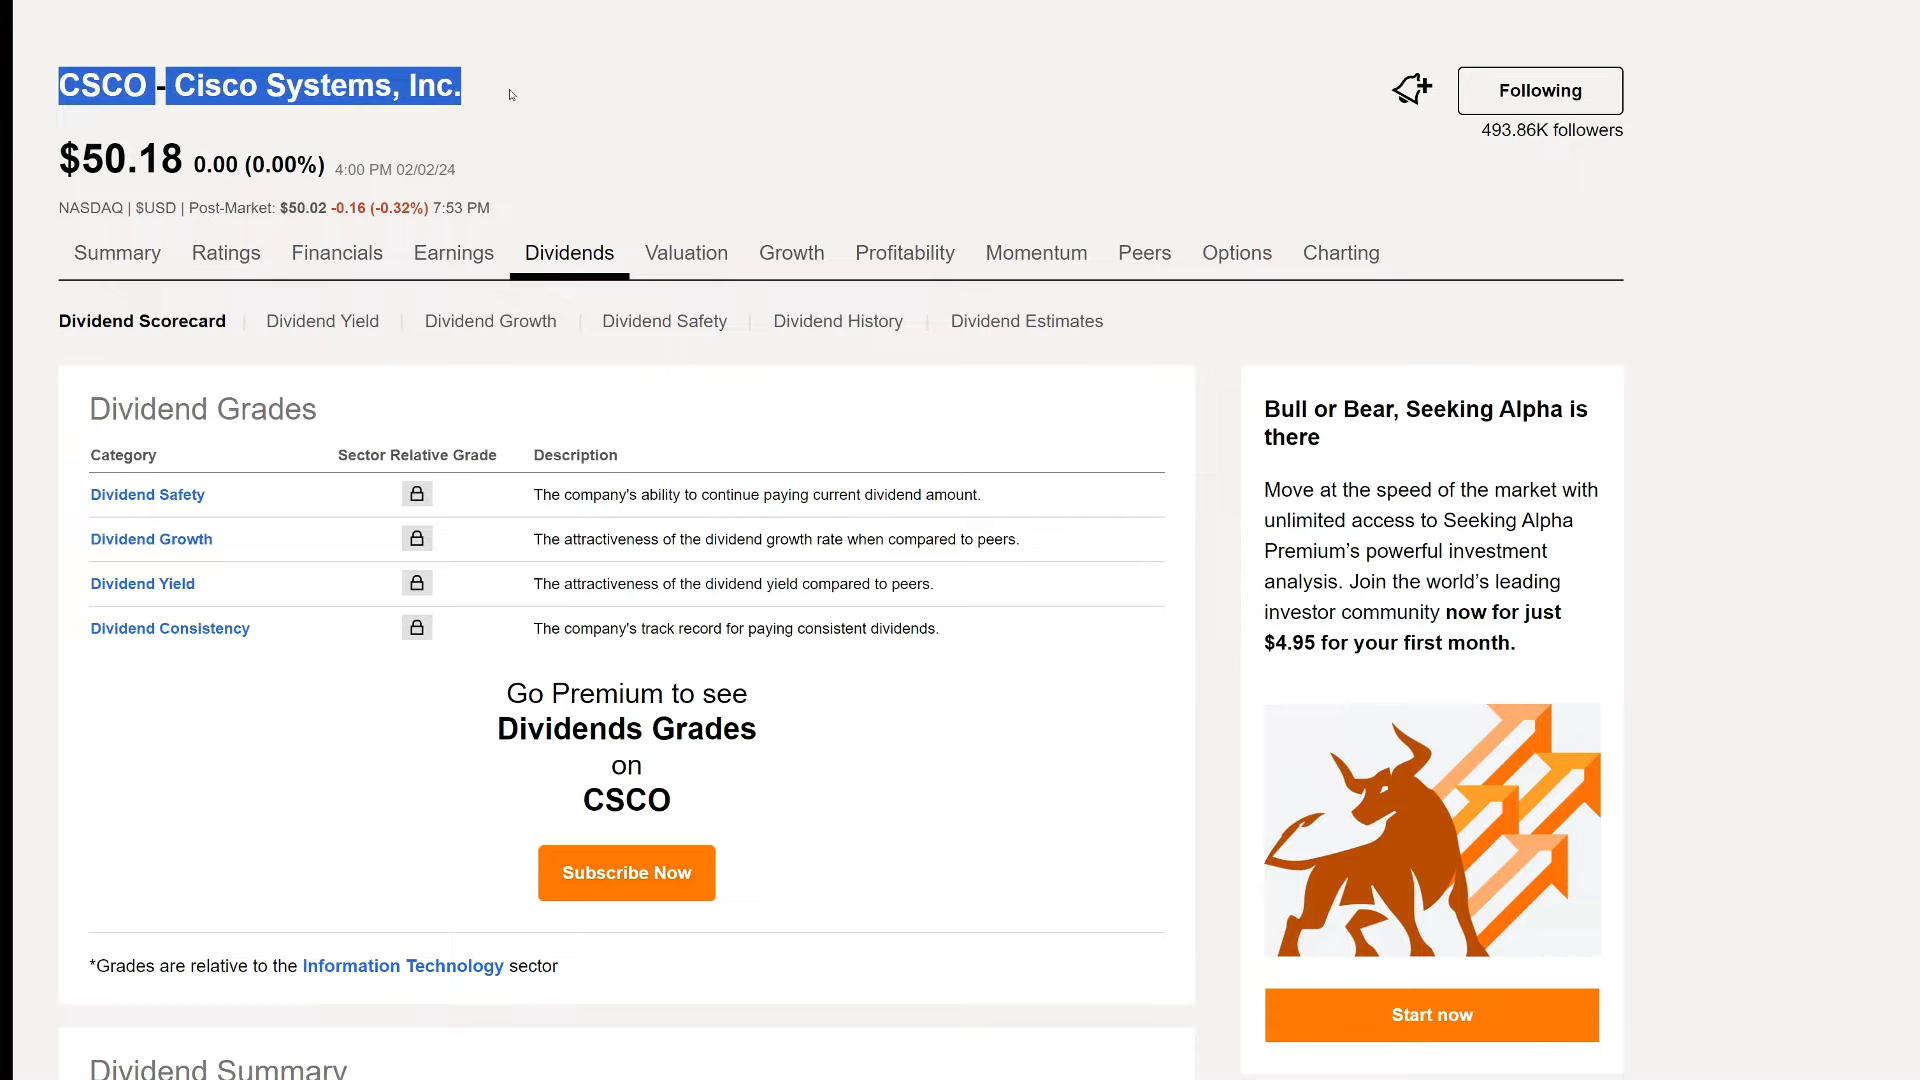 CSCO - Cisco Systems, Inc.
Following
493.86K followers
$50.18 0.00 (0.00%) 4:00 PM 02/02/24
NASDAQ | $USD | Post-Market: $50.02 -0.16 (-0.32%) 7:53 PM
Summary Ratings Financials Earnings Dividends Valuation Growth Profitability Momentum Peers Options Charting
Dividend Scorecard Dividend Yield Dividend Growth Dividend Safety Dividend History Dividend Estimates
Dividend Grades
Category Sector Relative Grade Description
Dividend Safety The company's ability to continue paying current dividend amount.
Dividend Growth The attractiveness of the dividend growth rate when compared to peers.
Dividend Yield The attractiveness of the dividend yield compared to peers.
Dividend Consistency The company's track record for paying consistent dividends.
Go Premium to see
Dividends Grades
on
CSCO
Subscribe Now
*Grades are relative to the Information Technology sector
Dividend Summary
Bull or Bear, Seeking Alpha is
there
Move at the speed of the market with
unlimited access to Seeking Alpha
Premium’s powerful investment
analysis. Join the world’s leading
investor community now for just
$4.95 for your first month.
Start now